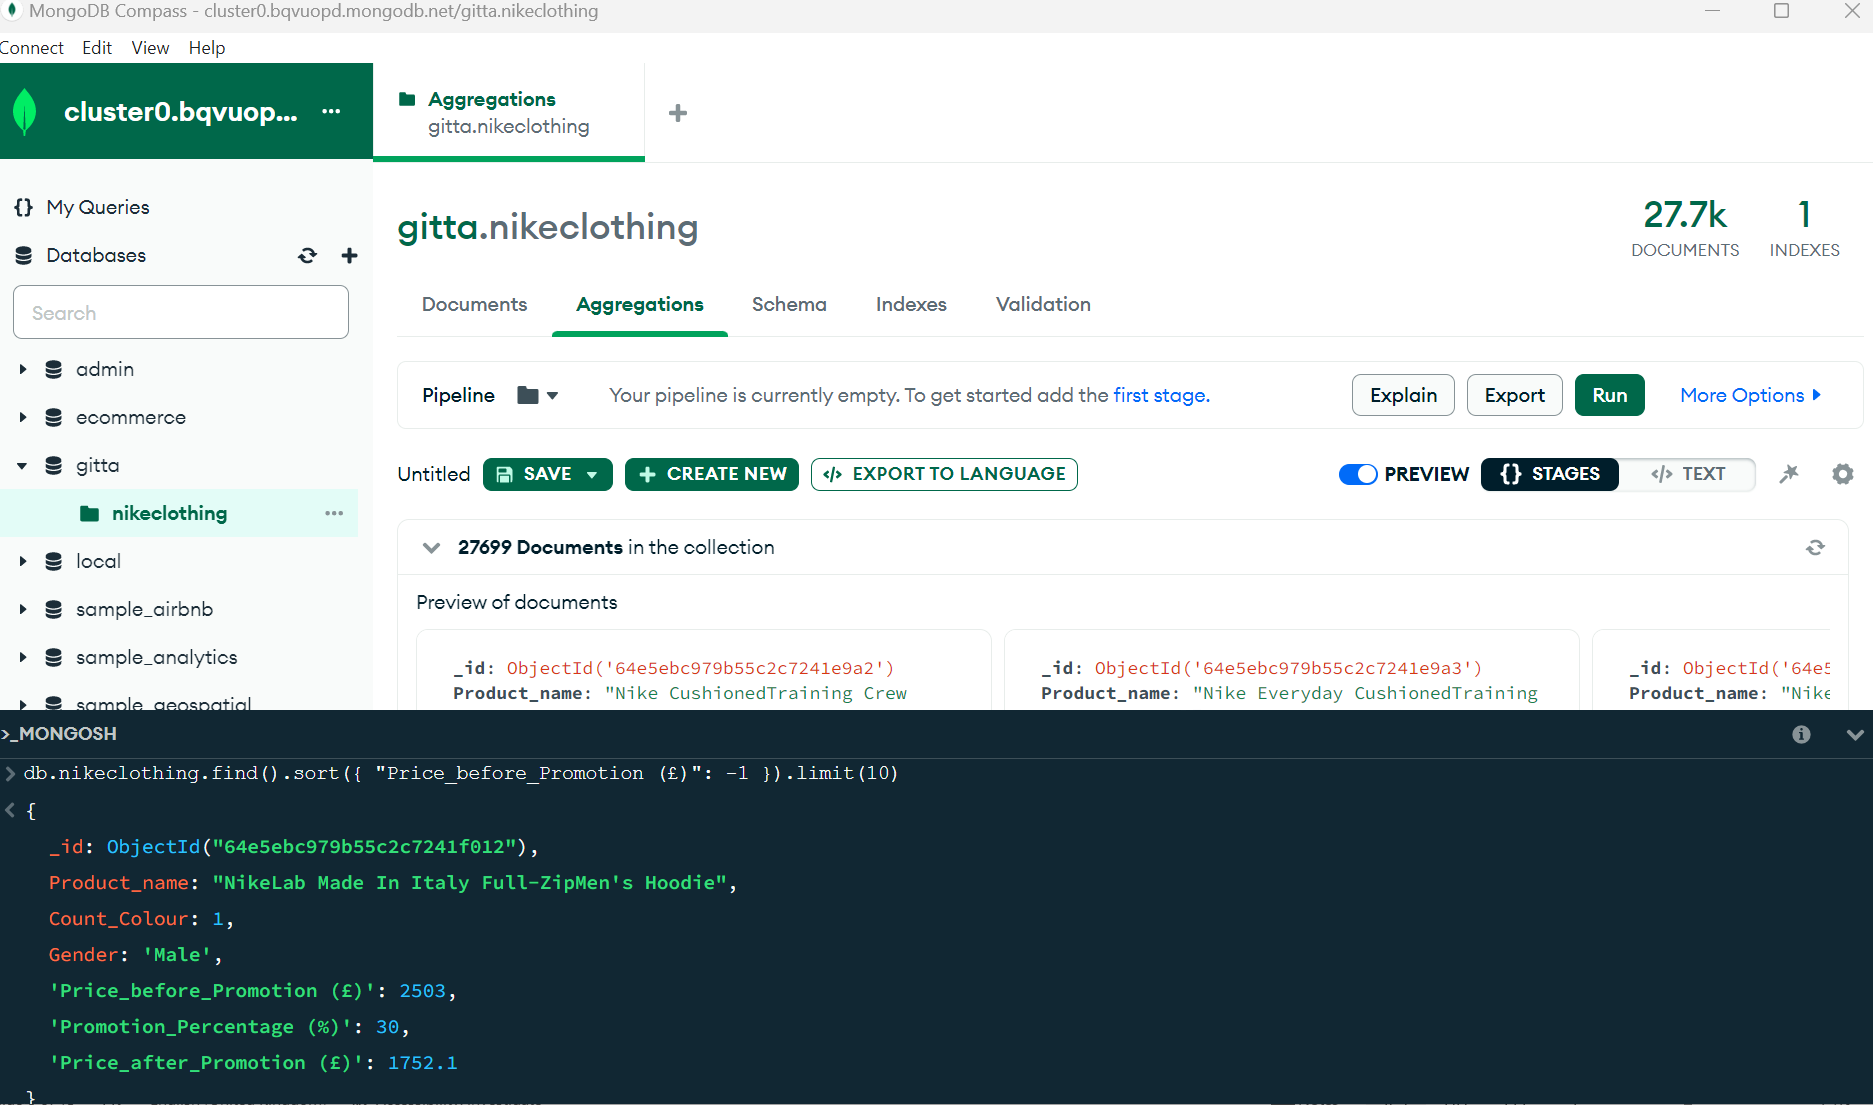 MongoDB Compass - cluster0.bqvuopd.mongodb.net/gitta.nikeclothing
Connect Edit View Help
cluster0.bqvuop... ...
Aggregations
gitta.nikeclothing
My Queries
Databases
Search
admin
ecommerce
gitta
nikeclothing ...
local
sample_airbnb
sample_analytics
sample_geospatial
gitta.nikeclothing
27.7k
DOCUMENTS
1
INDEXES
Documents Aggregations Schema Indexes Validation
Pipeline Your pipeline is currently empty. To get started add the first stage. Explain Export Run More Options
Untitled SAVE + CREATE NEW </> EXPORT TO LANGUAGE PREVIEW {} STAGES </> TEXT
27699 Documents in the collection
Preview of documents
_id: ObjectId('64e5ebc979b55c2c7241e9a2')
Product_name: "Nike CushionedTraining Crew
_id: ObjectId('64e5ebc979b55c2c7241e9a3')
Product_name: "Nike Everyday CushionedTraining
_id: ObjectId('64e5
Product_name: "Nike
>_MONGOSH
> db.nikeclothing.find().sort({ "Price_before_Promotion (£)": -1 }).limit(10)
< {
_id: ObjectId("64e5ebc979b55c2c7241f012"),
Product_name: "NikeLab Made In Italy Full-ZipMen's Hoodie",
Count_Colour: 1,
Gender: 'Male',
'Price_before_Promotion (£)': 2503,
'Promotion_Percentage (%)': 30,
'Price_after_Promotion (£)': 1752.1
}